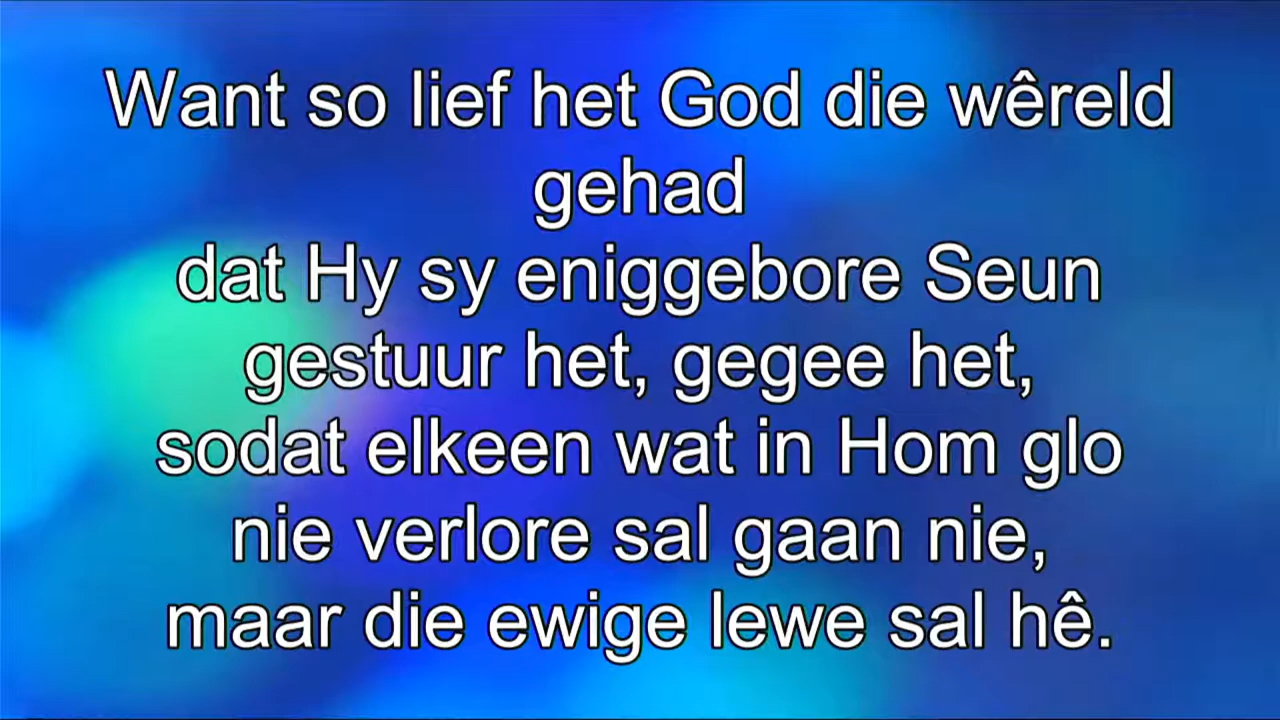 Want so lief het God die wêreld
gehad
dat Hy sy eniggebore Seun
gestuur het, gegee het,
sodat elkeen wat in Hom glo
nie verlore sal gaan nie,
maar die ewige lewe sal hê.